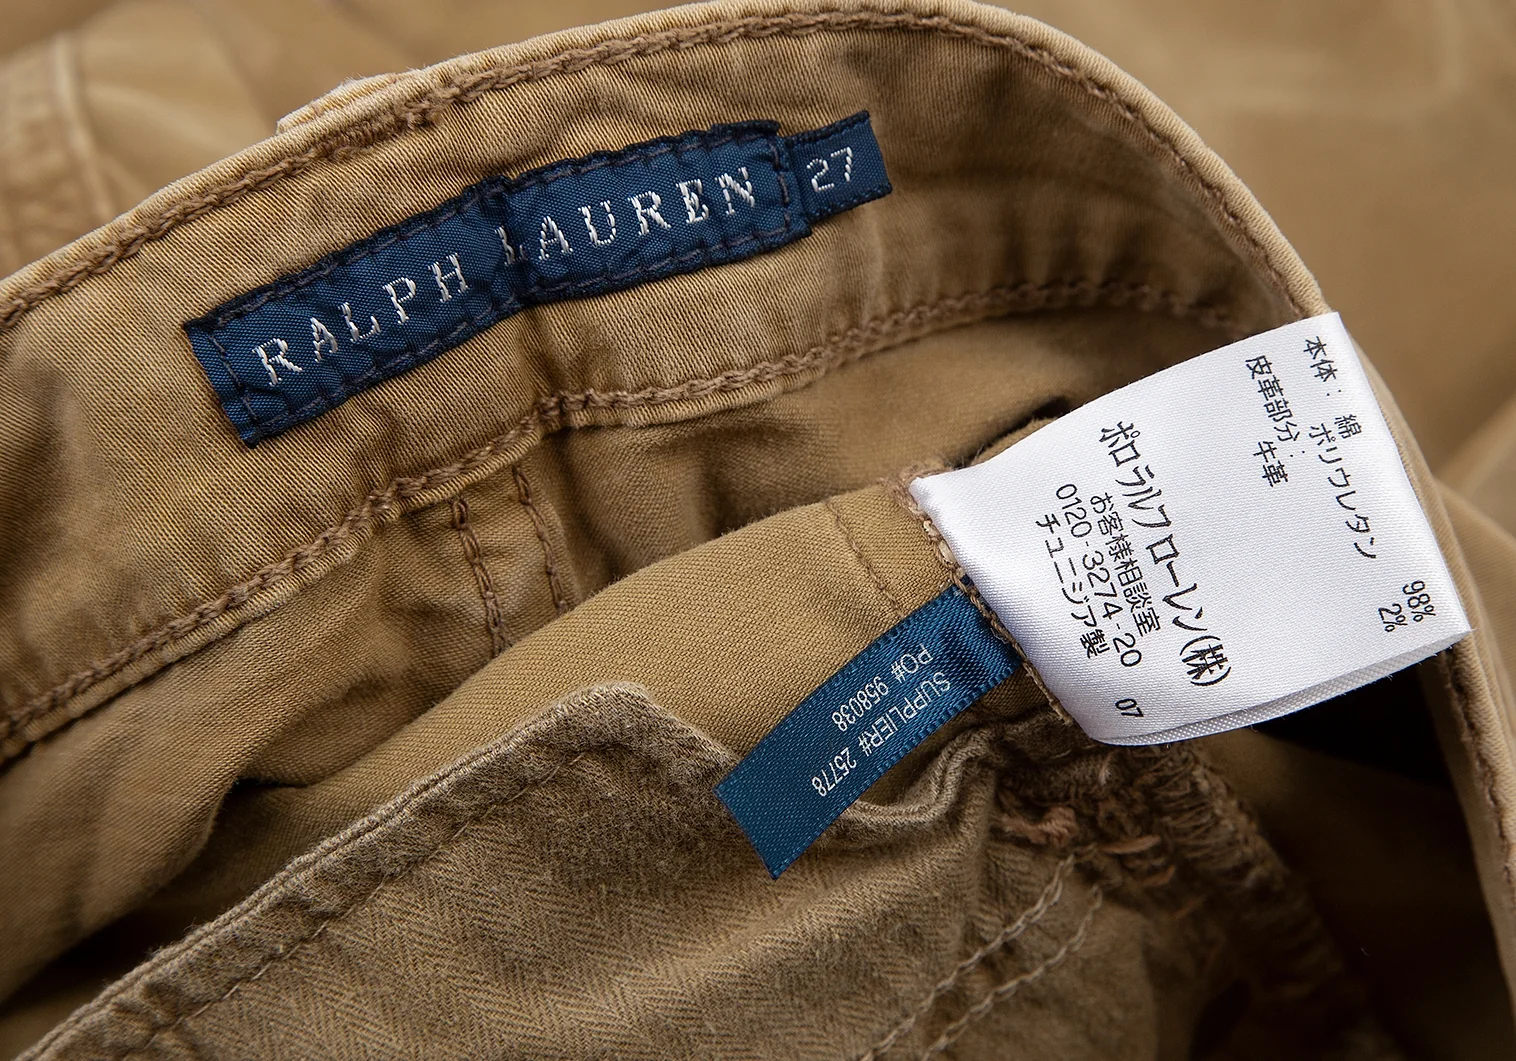 RALPH LAUREN
27
本体: 綿 98%
ポリウレタン 2%
皮革部分: 牛革
ポロラルフローレン(株)
お客様相談室
0120-3274-20
チュニジア製
07
SUPPLIER# 25778
PO# 958038